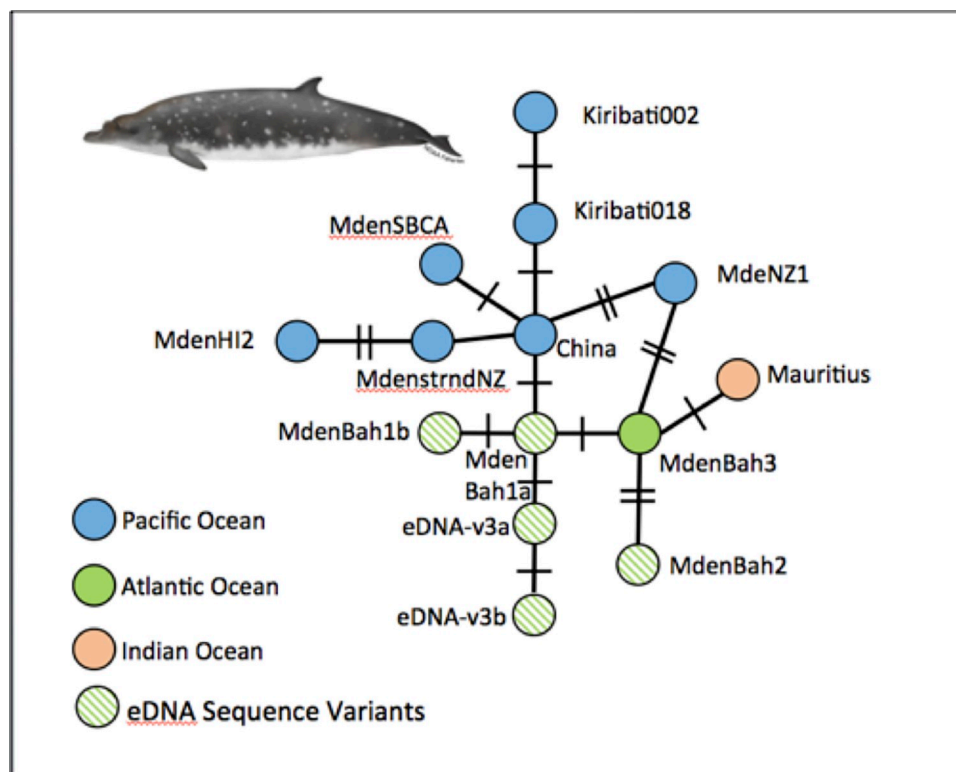 Kiribati002
Kiribati018
MdenSBCA
MdeNZ1
MdenHI2
China
MdenstrndNZ
Mauritius
MdenBah1b
Mden
Bah1a
MdenBah3
eDNA-v3a
MdenBah2
eDNA-v3b
Pacific Ocean
Atlantic Ocean
Indian Ocean
eDNA Sequence Variants